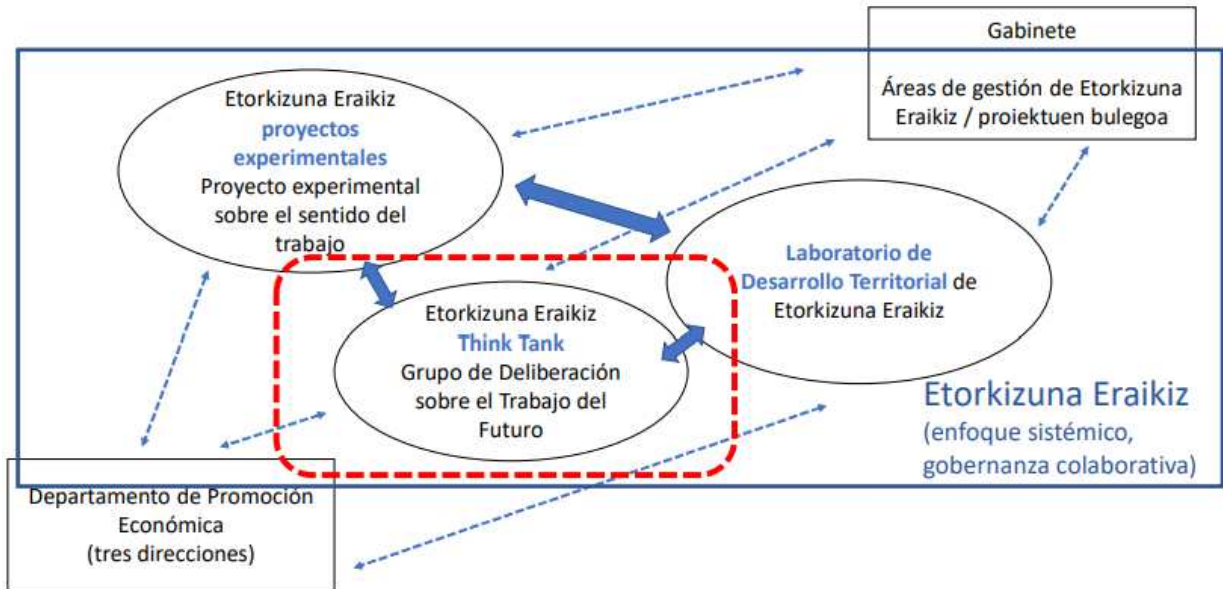 Gabinete
Áreas de gestión de Etorkizuna
Eraikiz / proiektuen bulegoa
Etorkizuna Eraikiz
proyectos
experimentales
Proyecto experimental
sobre el sentido del
trabajo
Laboratorio de
Desarrollo Territorial de
Etorkizuna Eraikiz
Etorkizuna Eraikiz
Think Tank
Grupo de Deliberación
sobre el Trabajo del
Futuro
Etorkizuna Eraikiz
(enfoque sistémico,
gobernanza colaborativa)
Departamento de Promoción
Económica
(tres direcciones)